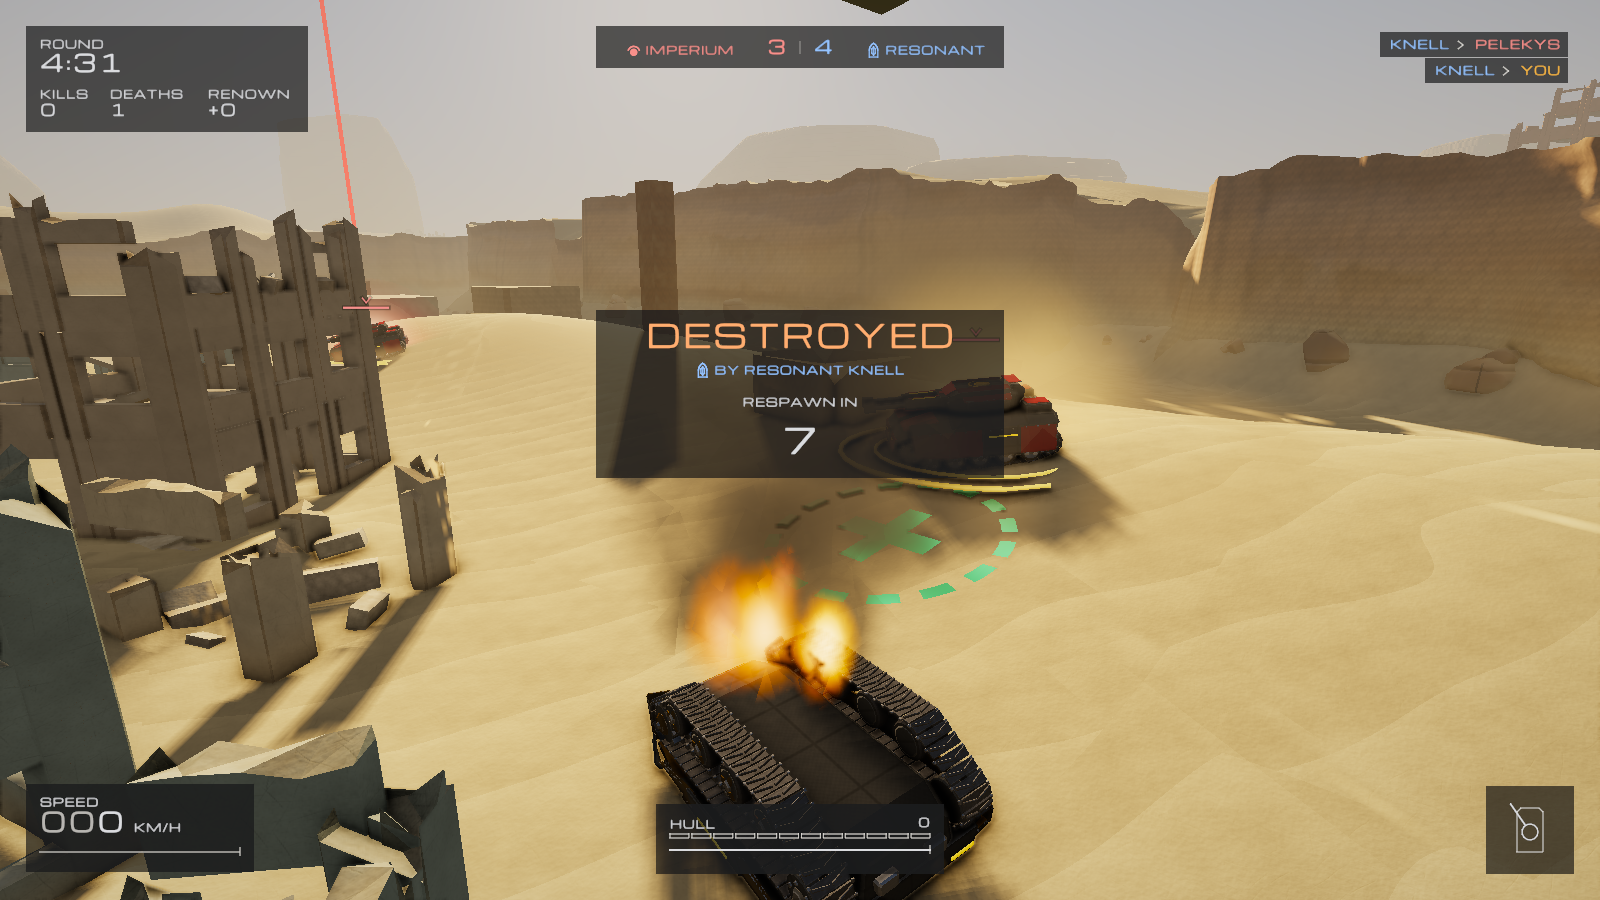 ROUND
4:31
KILLS DEATHS RENOWN
0 1 +0
IMPERIUM 3 | 4 RESONANT
KNELL > PELEKYS
KNELL > YOU
DESTROYED
BY RESONANT KNELL
RESPAWN IN
7
SPEED
000 KM/H
HULL 0